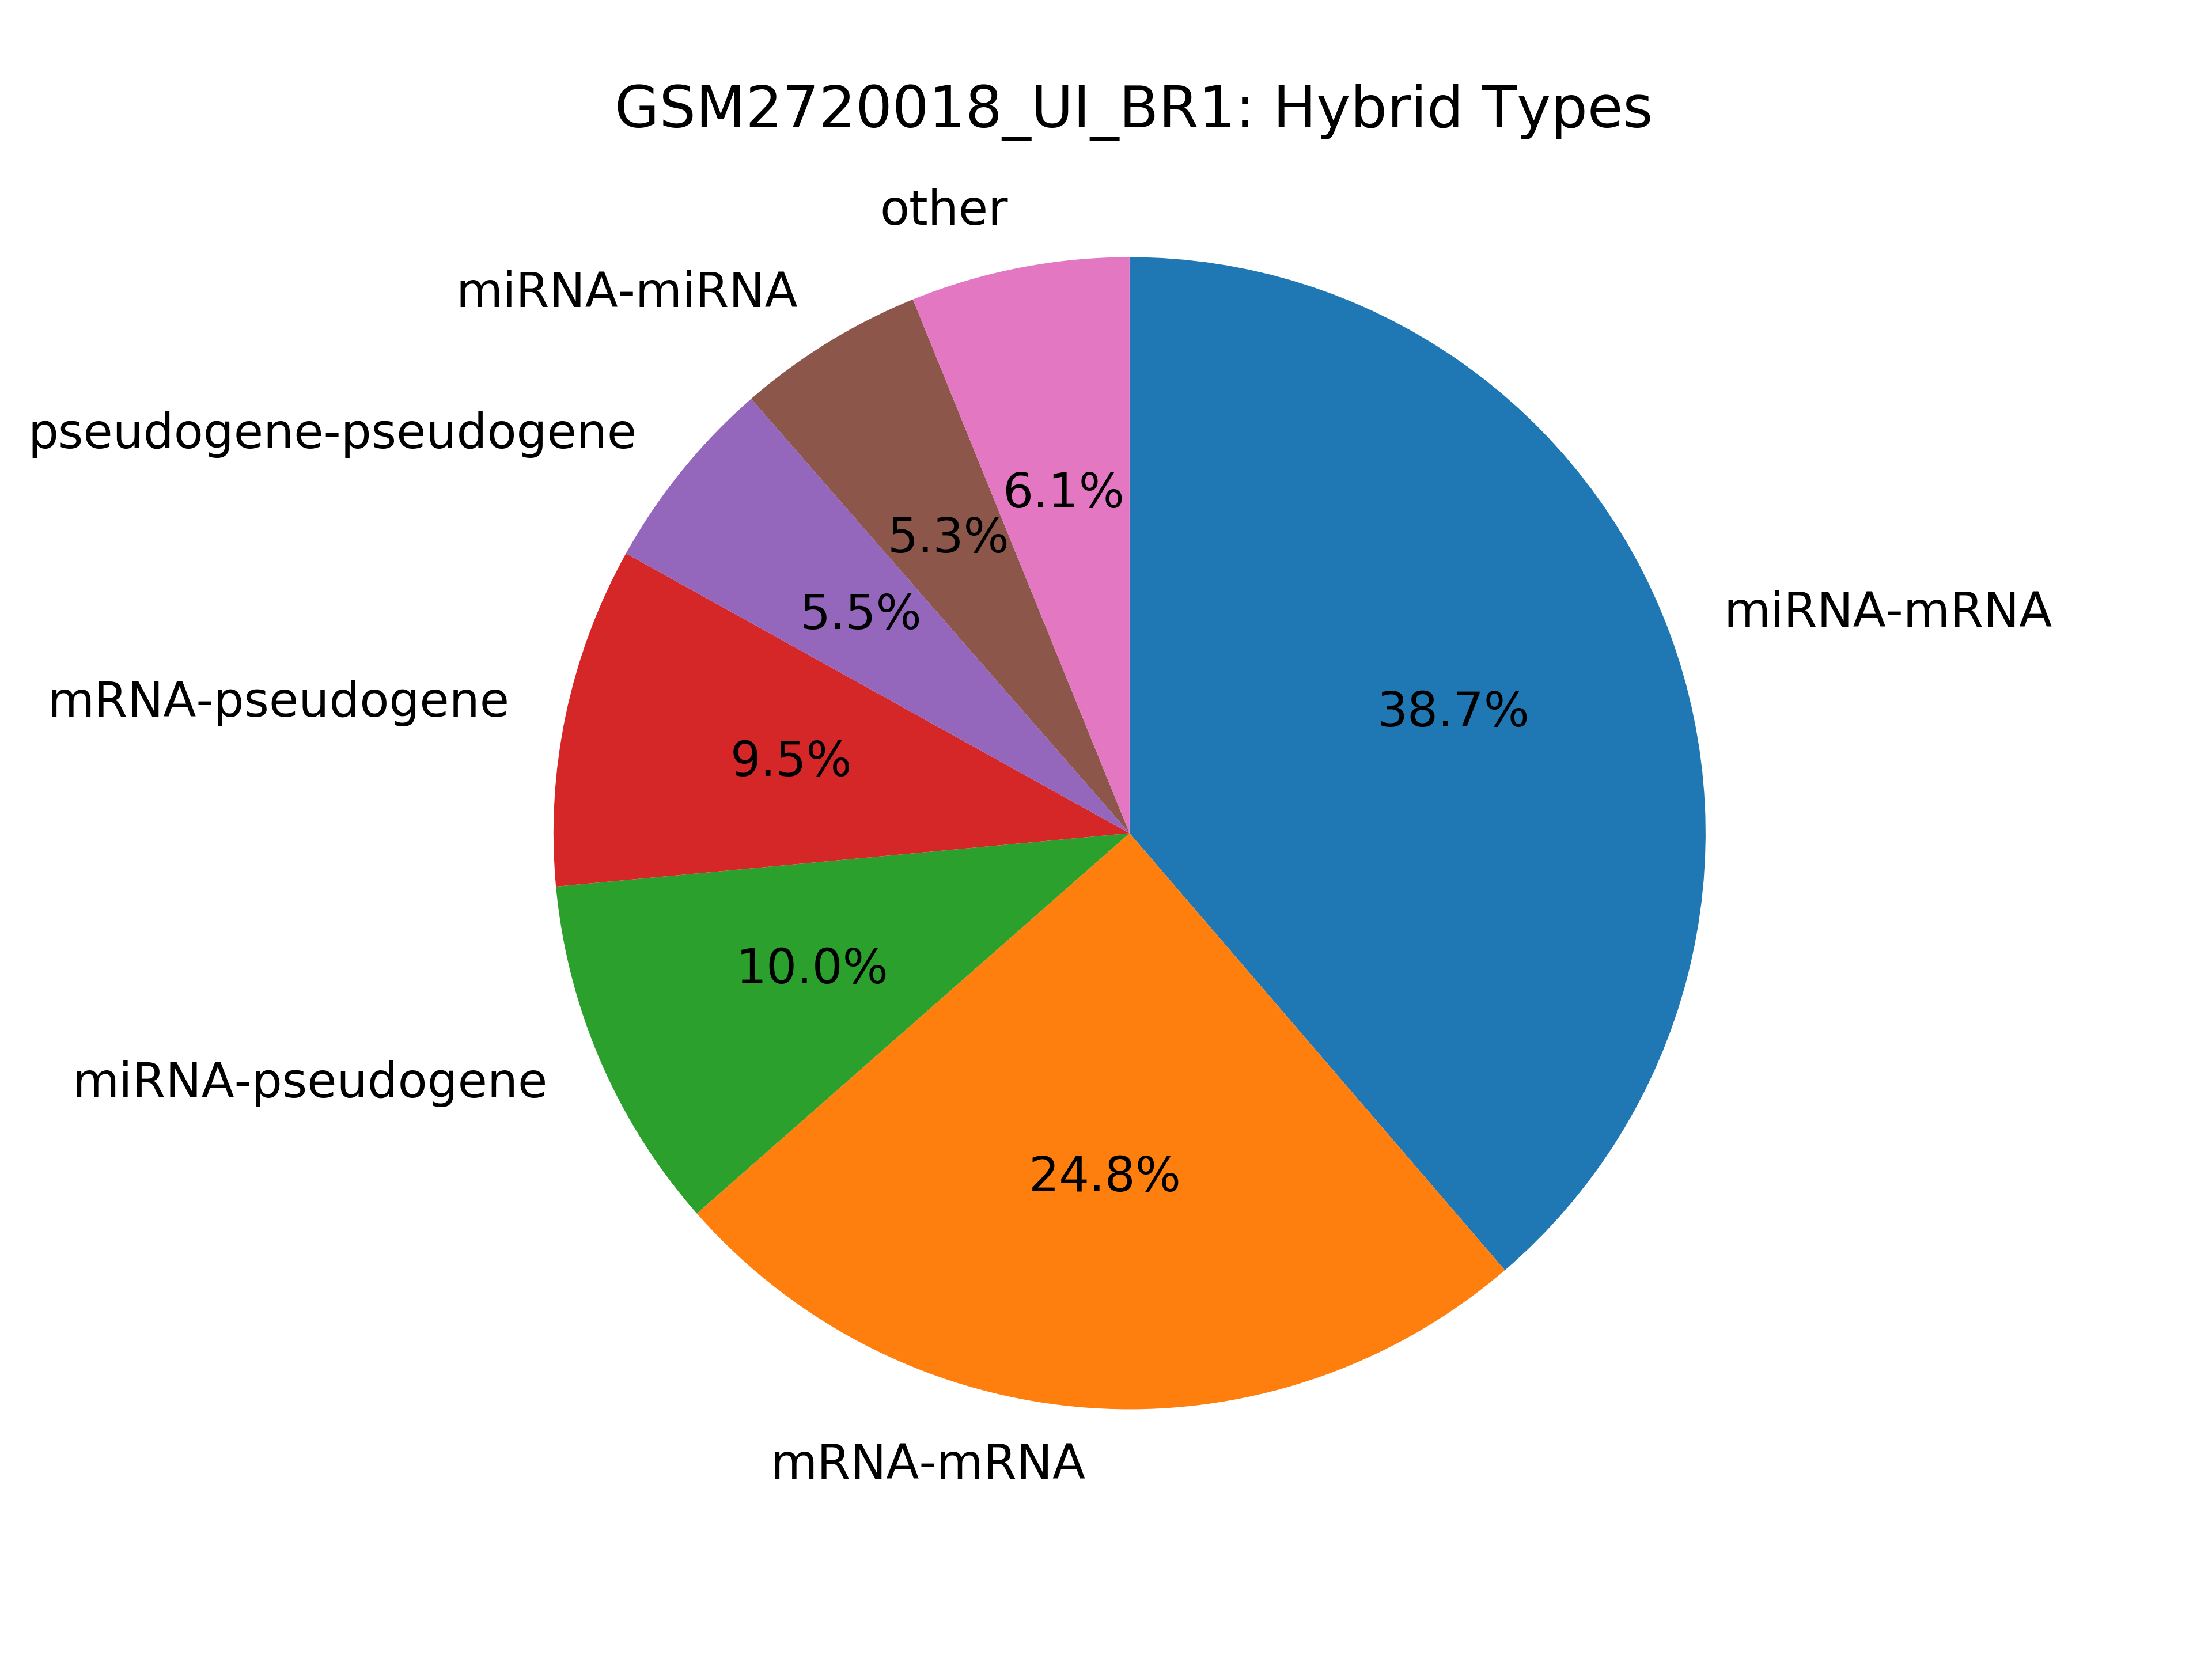 GSM2720018_UI_BR1: Hybrid Types
other
miRNA-miRNA
pseudogene-pseudogene
mRNA-pseudogene
miRNA-pseudogene
mRNA-mRNA
miRNA-mRNA
6.1%
5.3%
5.5%
9.5%
10.0%
24.8%
38.7%